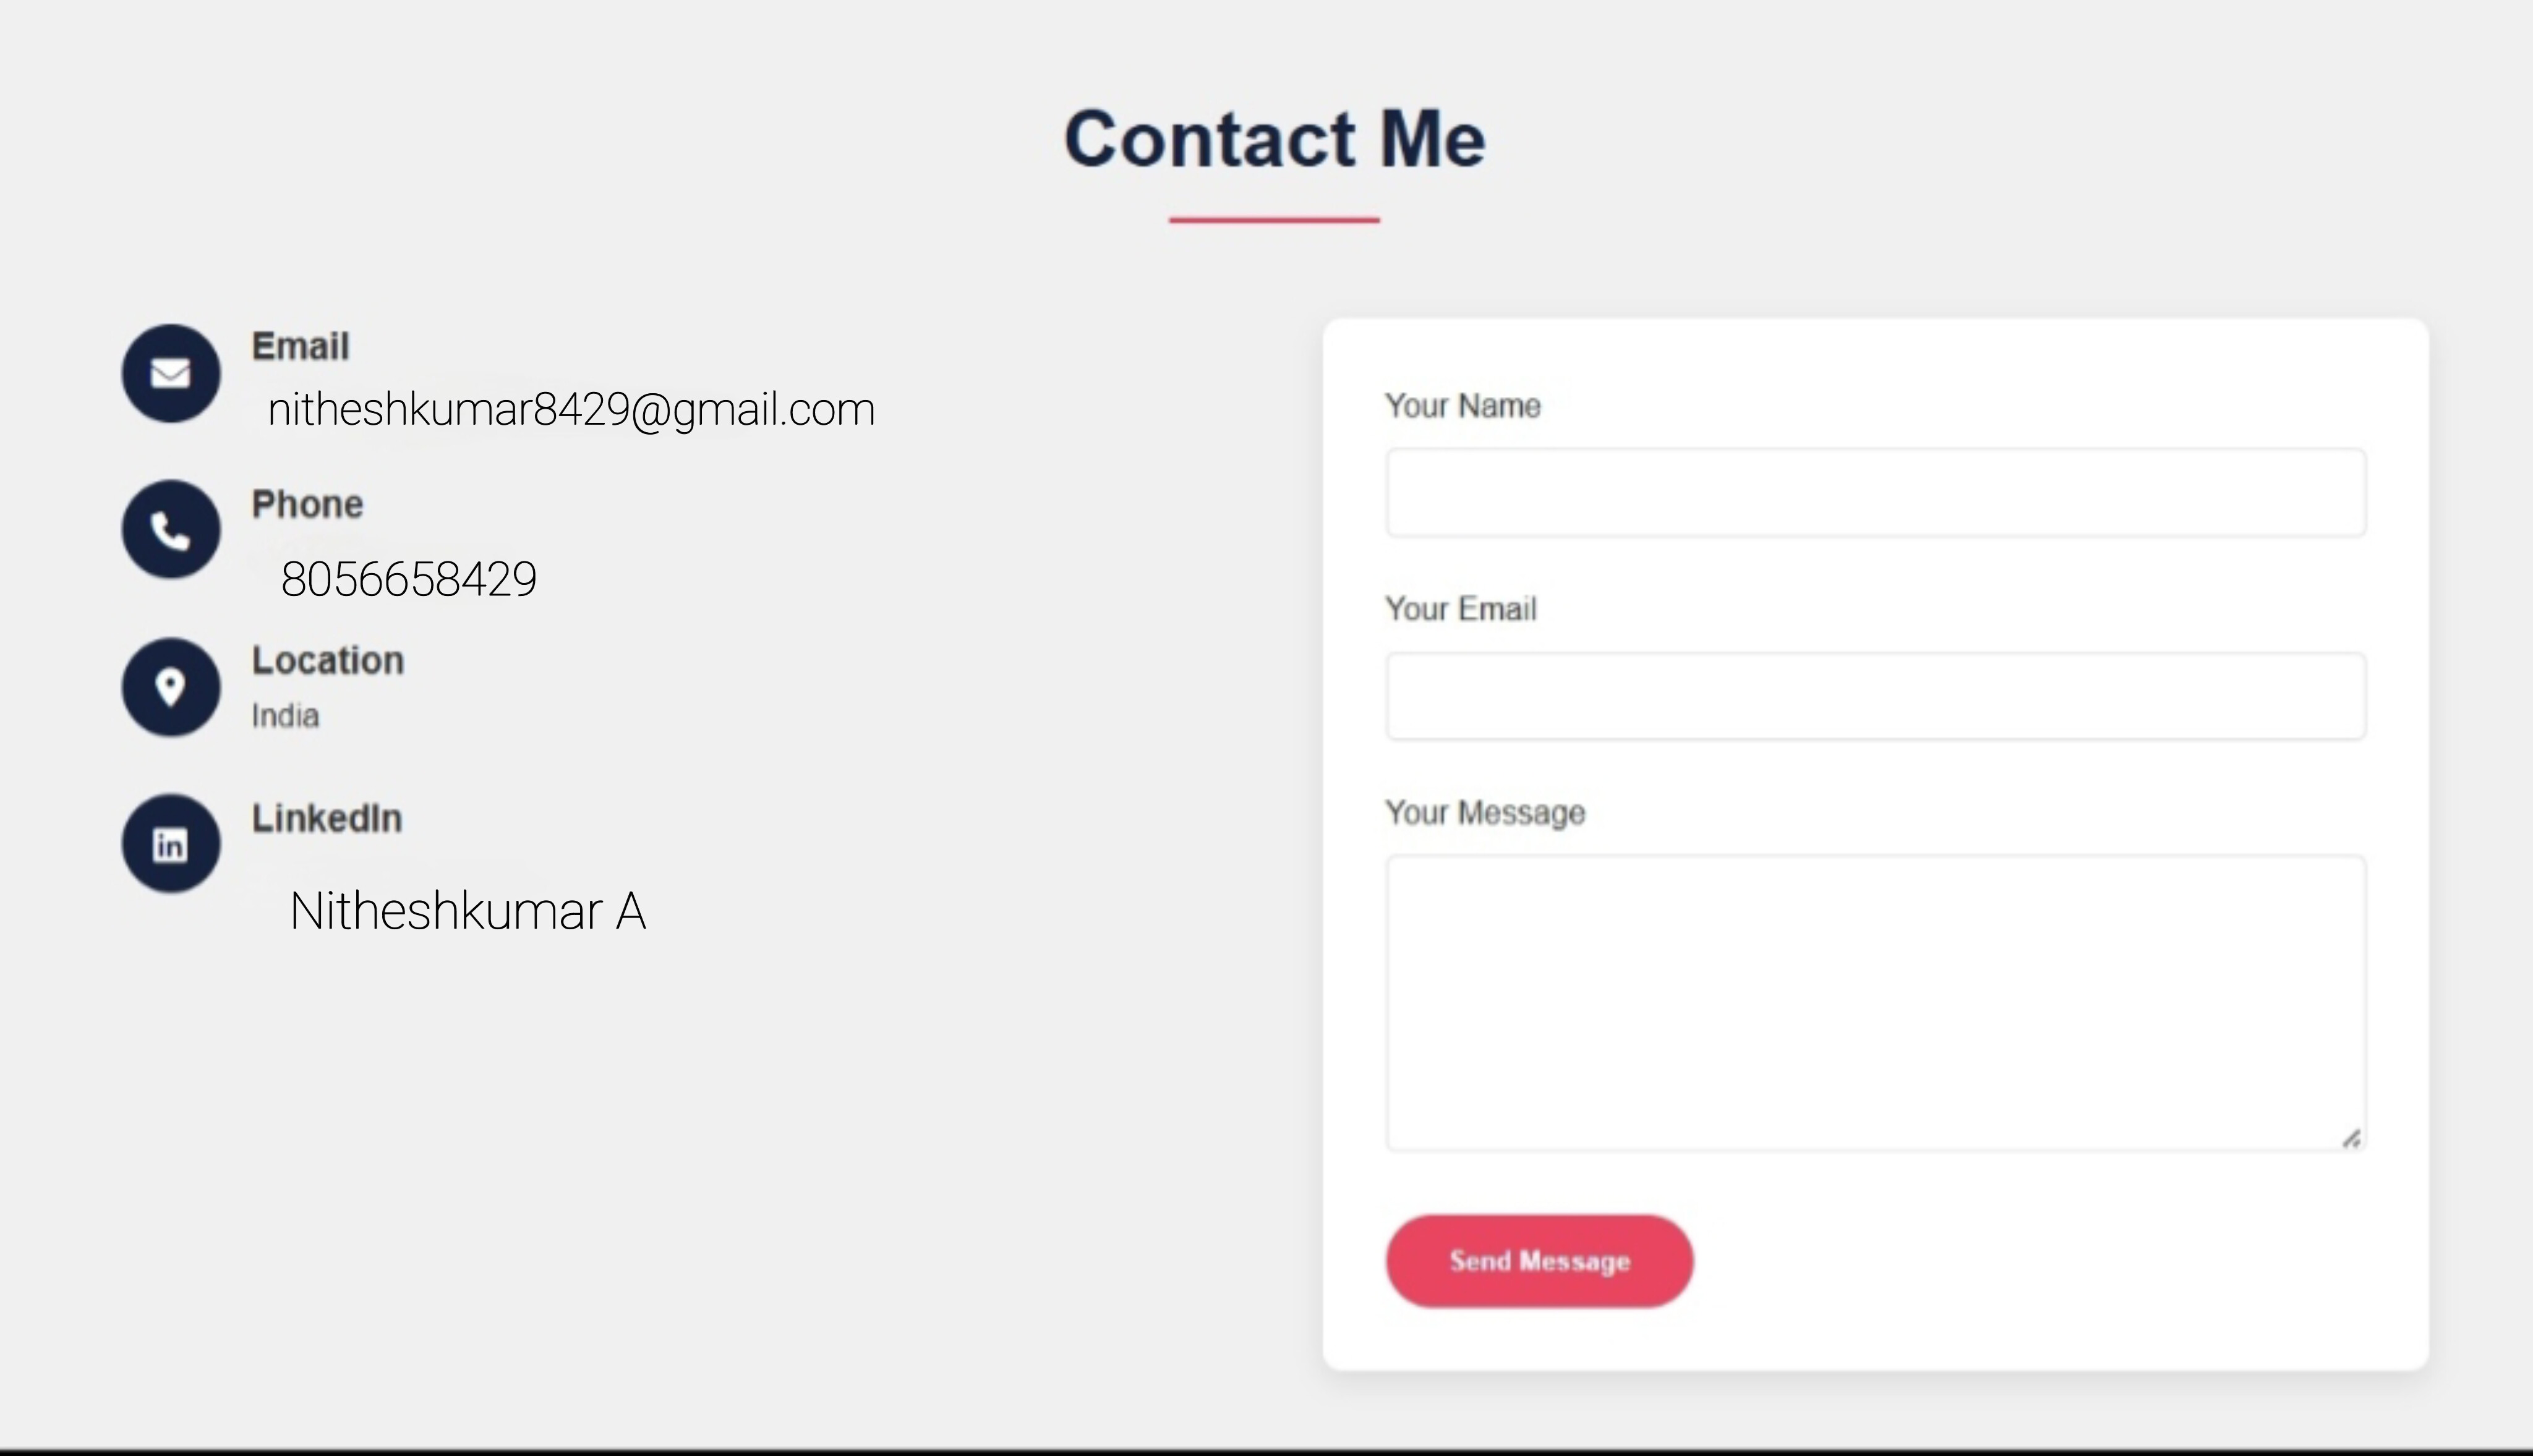 Contact Me
Email
nitheshkumar8429@gmail.com
Phone
8056658429
Location
India
LinkedIn
Nitheshkumar A
Your Name
Your Email
Your Message
Send Message